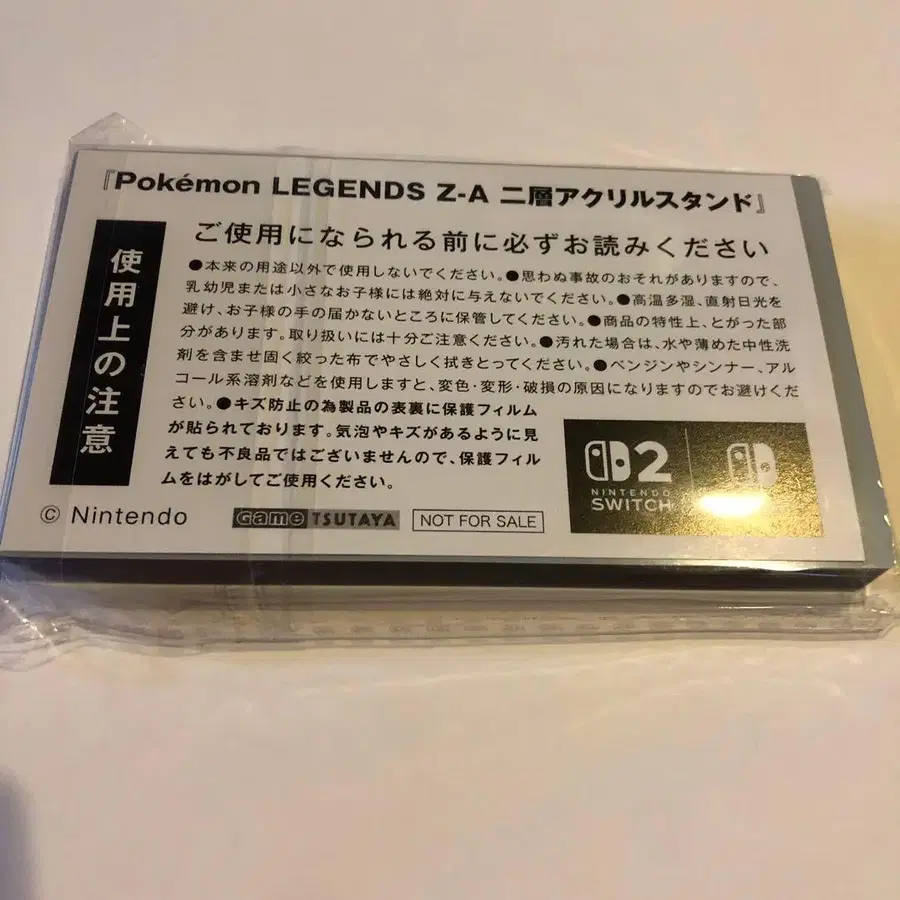 『Pokémon LEGENDS Z-A 二層アクリルスタンド』
使用上の注意
ご使用になられる前に必ずお読みください
●本来の用途以外で使用しないでください。●思わぬ事故のおそれがありますので、
乳幼児または小さなお子様には絶対に与えないでください。●高温多湿、直射日光を
避け、お子様の手の届かないところに保管してください。●商品の特性上、とがった部
分があります。取り扱いには十分ご注意ください。●汚れた場合は、水や薄めた中性洗
剤を含ませ固く絞った布でやさしく拭きとってください。●ベンジンやシンナー、アル
コール系溶剤などを使用しますと、変色・変形・破損の原因になりますのでお避けくだ
さい。●キズ防止の為製品の表裏に保護フィルム
が貼られております。気泡やキズがあるように見
えても不良品ではございませんので、保護フィル
ムをはがしてご使用ください。
2
NINTENDO
SWITCH
© Nintendo
Game TSUTAYA
NOT FOR SALE